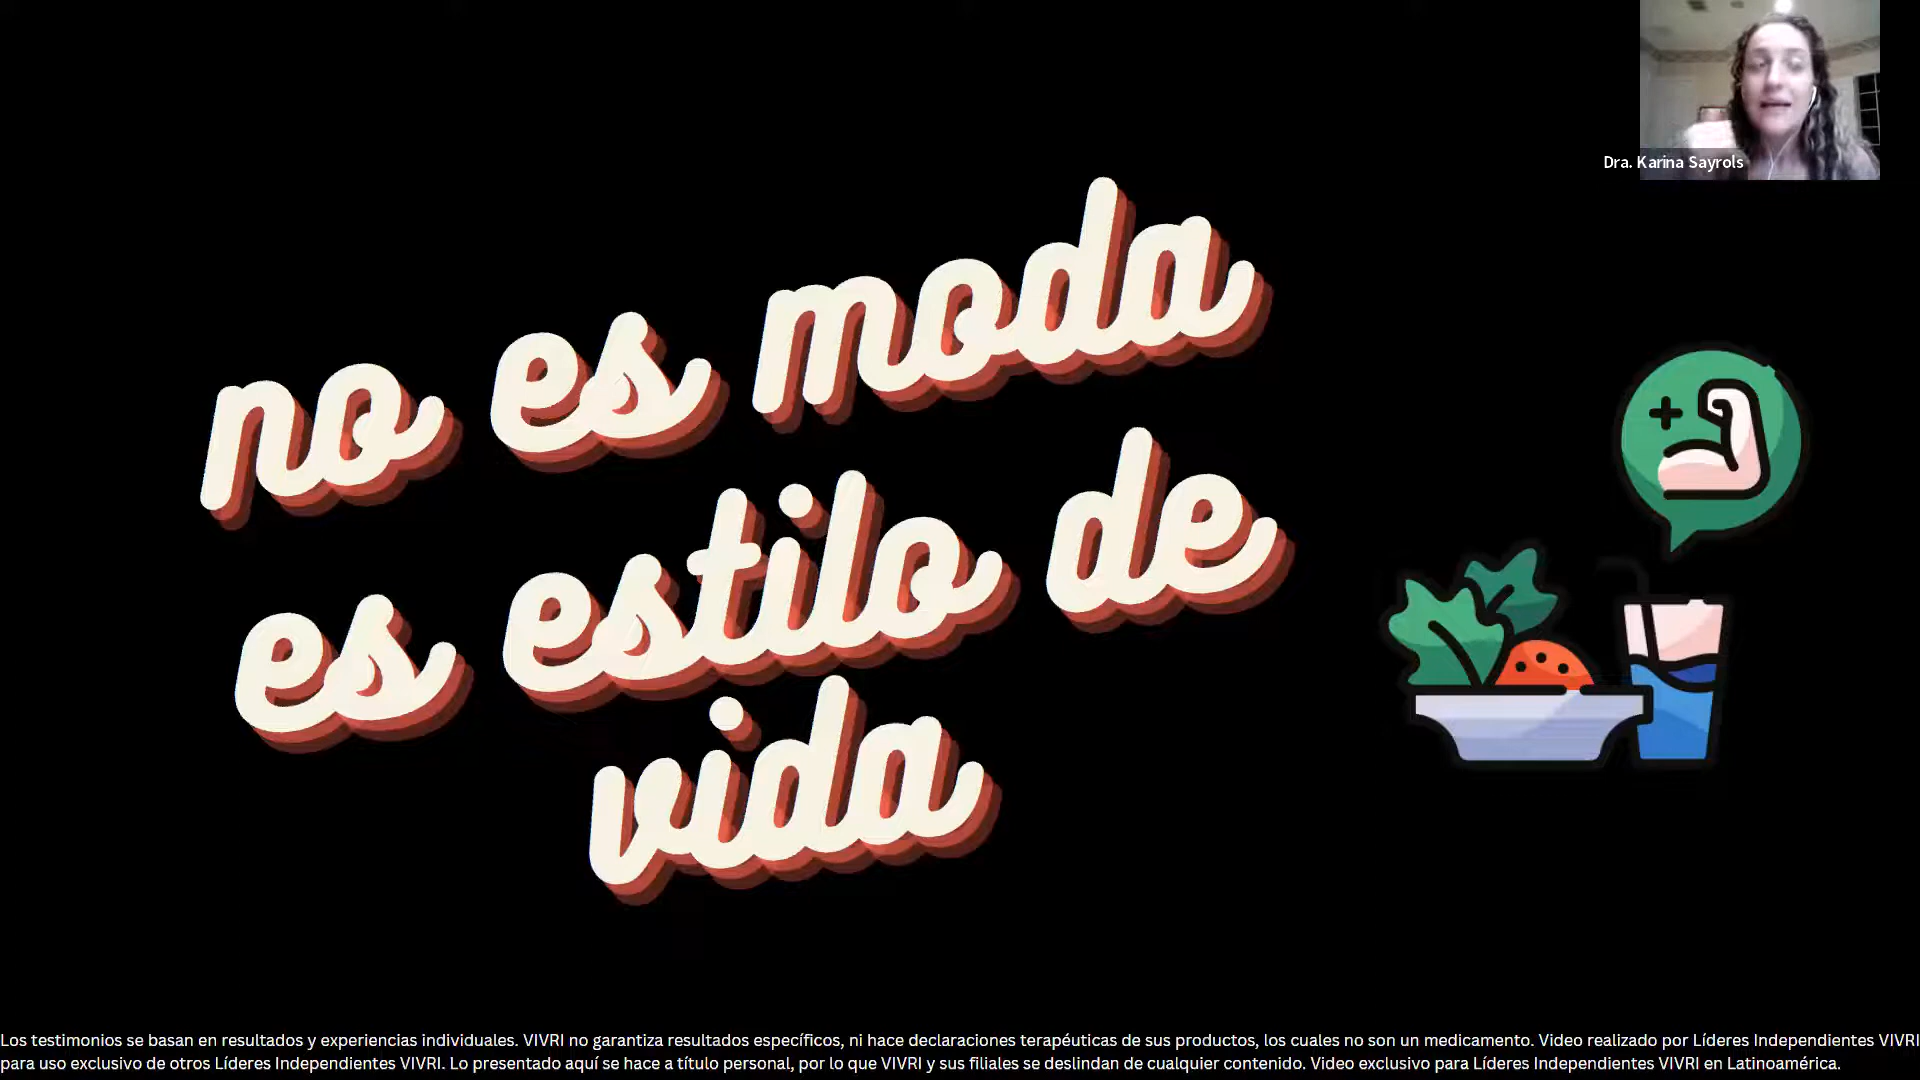 Dra. Karina Sayrols
no es moda
es estilo de
vida
Los testimonios se basan en resultados y experiencias individuales. VIVRI no garantiza resultados específicos, ni hace declaraciones terapéuticas de sus productos, los cuales no son un medicamento. Video realizado por Líderes Independientes VIVRI
para uso exclusivo de otros Líderes Independientes VIVRI. Lo presentado aquí se hace a título personal, por lo que VIVRI y sus filiales se deslindan de cualquier contenido. Video exclusivo para Líderes Independientes VIVRI en Latinoamérica.